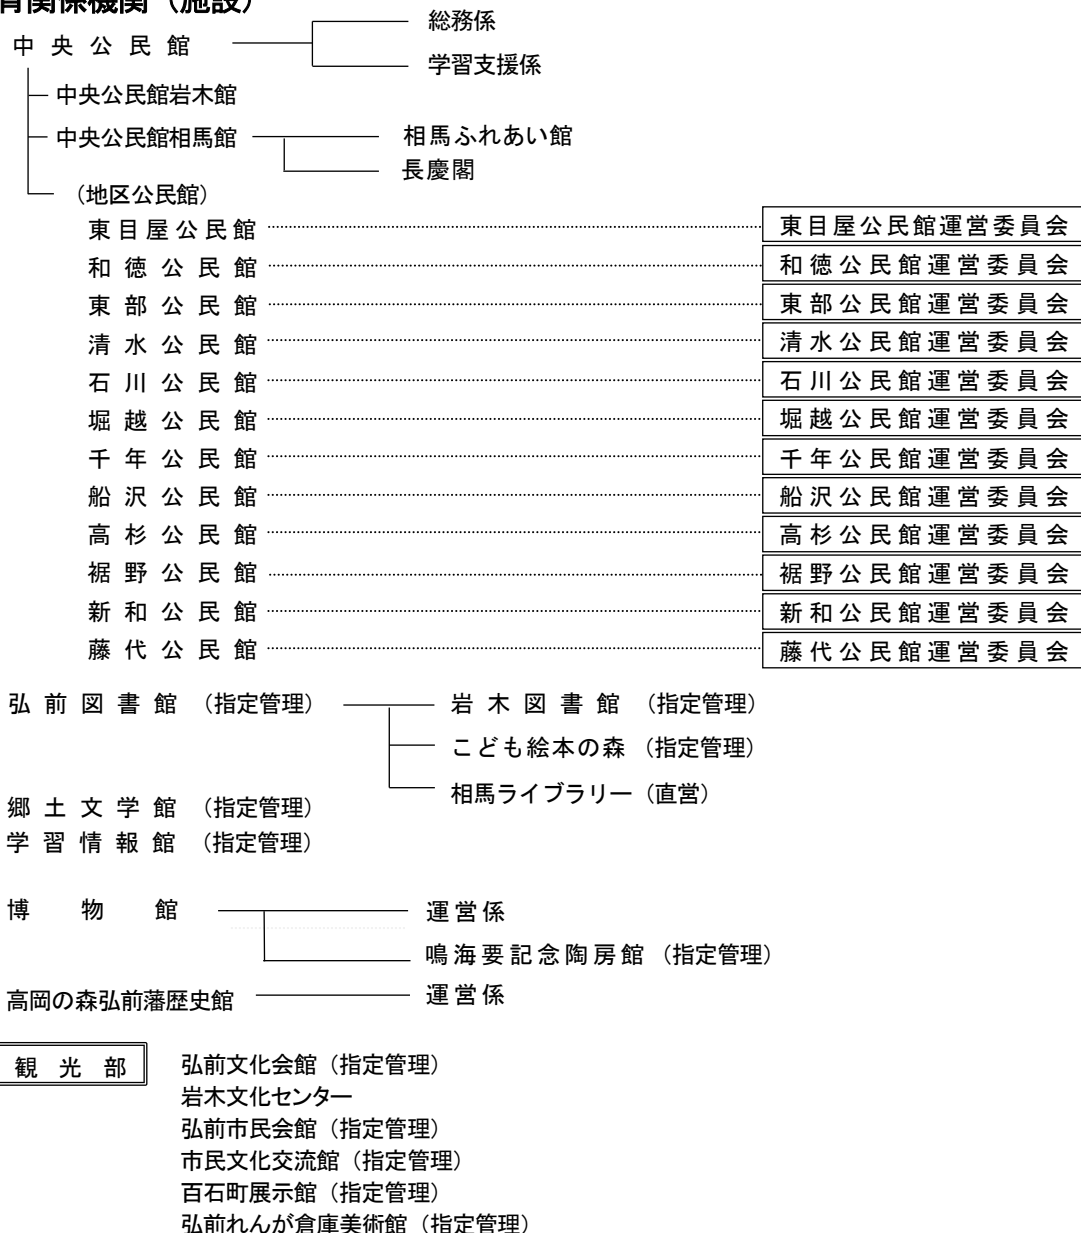 育関係機関（施設）
中央公民館 総務係
学習支援係
中央公民館岩木館
中央公民館相馬館 相馬ふれあい館
長慶閣
（地区公民館）
東目屋公民館 東目屋公民館運営委員会
和徳公民館 和徳公民館運営委員会
東部公民館 東部公民館運営委員会
清水公民館 清水公民館運営委員会
石川公民館 石川公民館運営委員会
堀越公民館 堀越公民館運営委員会
千年公民館 千年公民館運営委員会
船沢公民館 船沢公民館運営委員会
高杉公民館 高杉公民館運営委員会
裾野公民館 裾野公民館運営委員会
新和公民館 新和公民館運営委員会
藤代公民館 藤代公民館運営委員会
弘前図書館（指定管理） 岩木図書館（指定管理）
こども絵本の森（指定管理）
相馬ライブラリー（直営）
郷土文学館（指定管理）
学習情報館（指定管理）
博物館 運営係
鳴海要記念陶房館（指定管理）
高岡の森弘前藩歴史館 運営係
観光部 弘前文化会館（指定管理）
岩木文化センター
弘前市民会館（指定管理）
市民文化交流館（指定管理）
百石町展示館（指定管理）
弘前れんが倉庫美術館（指定管理）